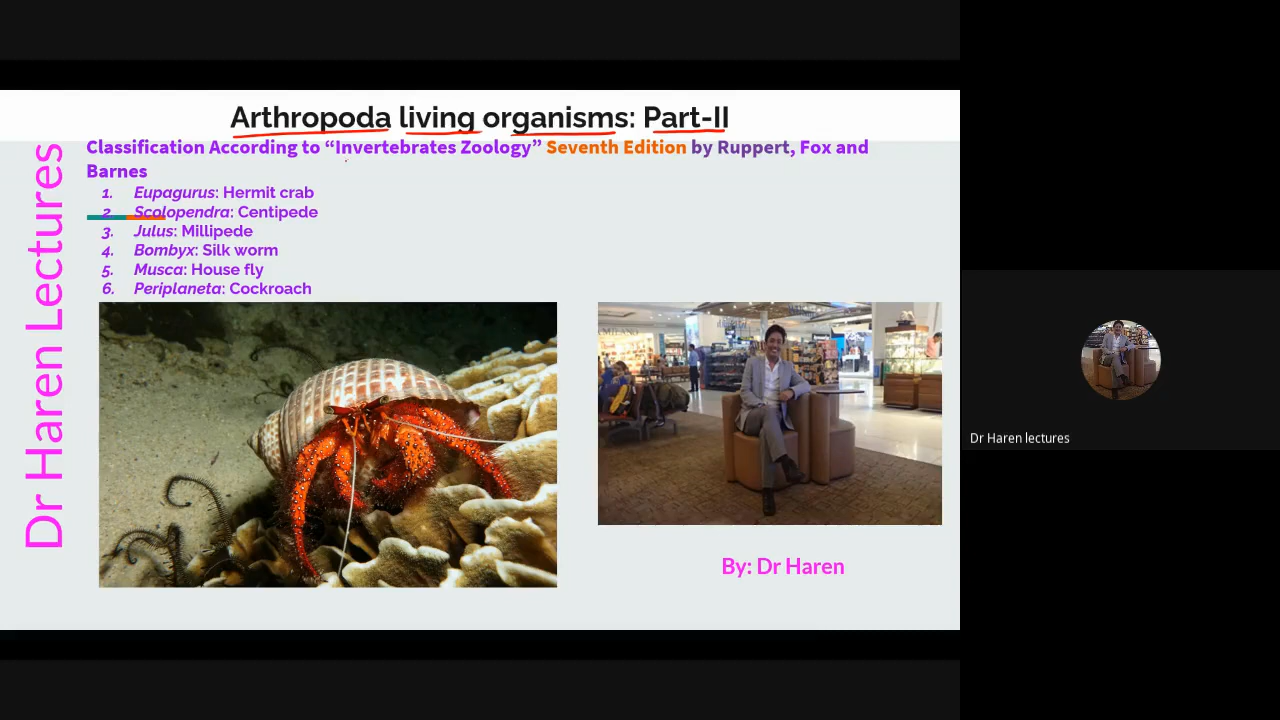 Arthropoda living organisms: Part-II
Classification According to “Invertebrates Zoology” Seventh Edition by Ruppert, Fox and
Barnes
1. Eupagurus: Hermit crab
2. Scolopendra: Centipede
3. Julus: Millipede
4. Bombyx: Silk worm
5. Musca: House fly
6. Periplaneta: Cockroach
Dr Haren Lectures
By: Dr Haren
Dr Haren lectures